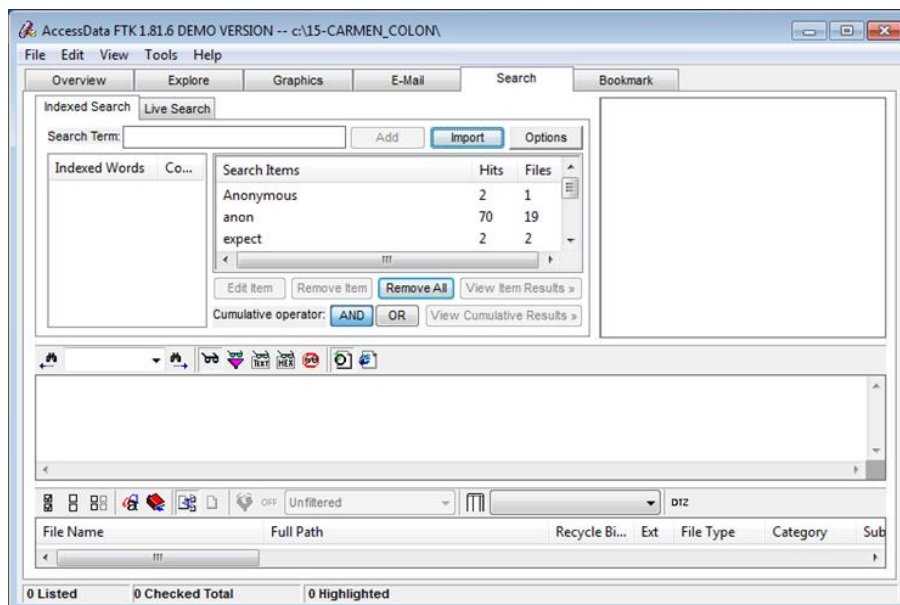 AccessData FTK 1.81.6 DEMO VERSION -- c:\15-CARMEN_COLON\
File Edit View Tools Help
Overview Explore Graphics E-Mail Search Bookmark
Indexed Search Live Search
Search Term: Add Import Options
Indexed Words Co... Search Items Hits Files
Anonymous 2 1
anon 70 19
expect 2 2
Edit Item Remove Item Remove All View Item Results »
Cumulative operator: AND OR View Cumulative Results »
TEXT HEX
OFF Unfiltered DTZ
File Name Full Path Recycle Bi... Ext File Type Category Sub
0 Listed 0 Checked Total 0 Highlighted